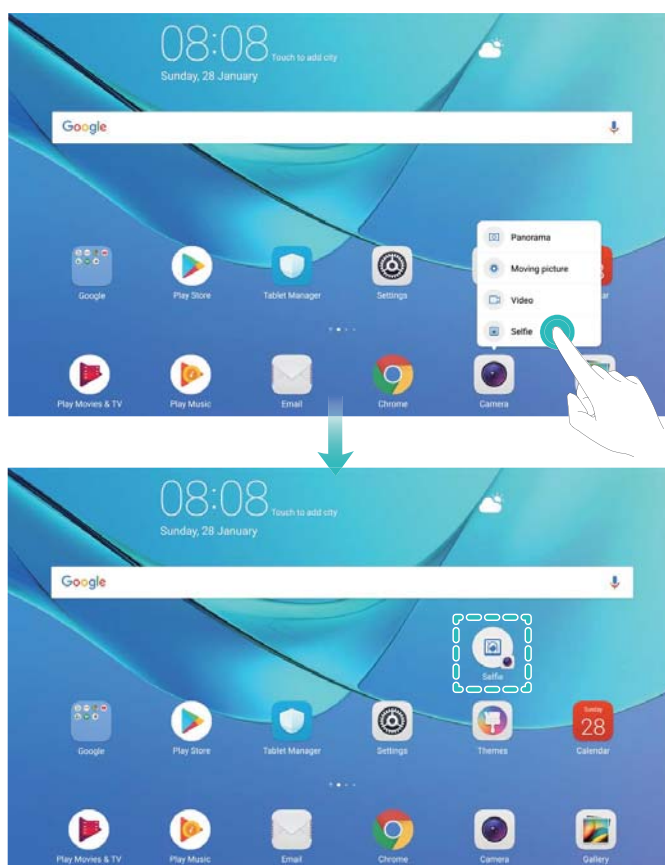 08:08 Touch to add city
Sunday, 28 January
Google
Panorama
Moving picture
Video
Selfie
Google Play Store Tablet Manager Settings ar
Play Movies & TV Play Music Email Chrome Camera
08:08 Touch to add city
Sunday, 28 January
Google
Selfie
Sunday
28
Google Play Store Tablet Manager Settings Themes Calendar
Play Movies & TV Play Music Email Chrome Camera Gallery